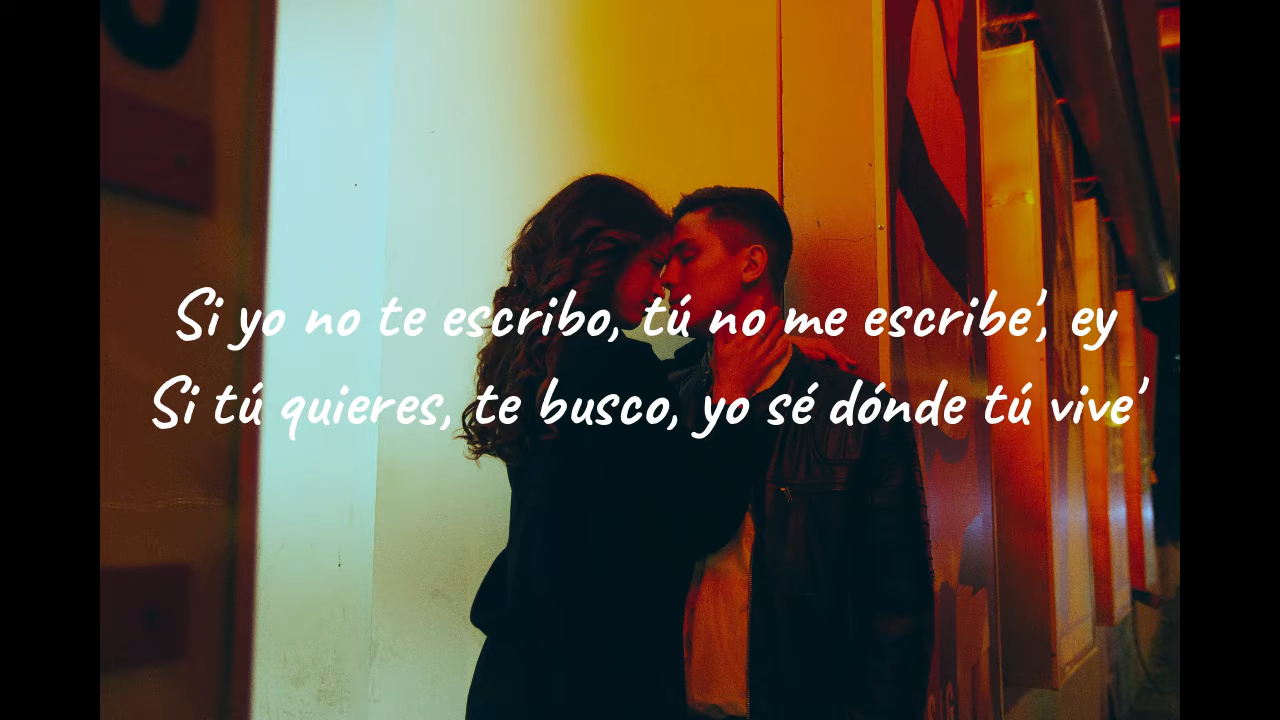 Si yo no te escribo, tú no me escribe', ey
Si tú quieres, te busco, yo sé dónde tú vive'